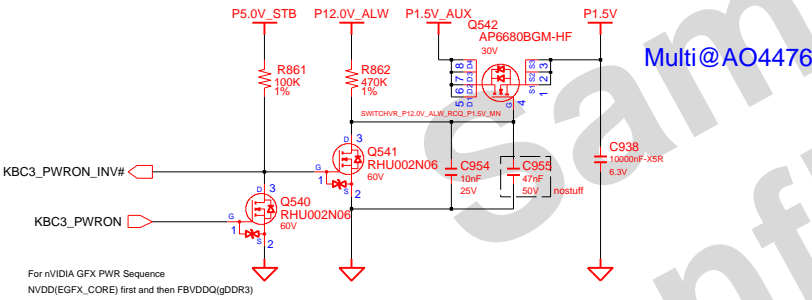 P5.0V_STB P12.0V_ALW P1.5V_AUX P1.5V
Q542
AP6680BGM-HF
30V
Multi@AO4476
R861
100K
1%
R862
470K
1%
8 D4
7 D3
6 D2
5 D1
S3 3
S2 2
S1 1
G
4
SWITCHVR_P12.0V_ALW_RCQ_P1.5V_MN
D 3
Q541
RHU002N06
60V
G
1
S
2
C954
10nF
25V
C955
47nF
50V
nostuff
C938
10000nF-X5R
6.3V
KBC3_PWRON_INV#
D 3
Q540
RHU002N06
60V
KBC3_PWRON
G
1
S
2
For nVIDIA GFX PWR Sequence
NVDD(EGFX_CORE) first and then FBVDDQ(gDDR3)
Sam
nf